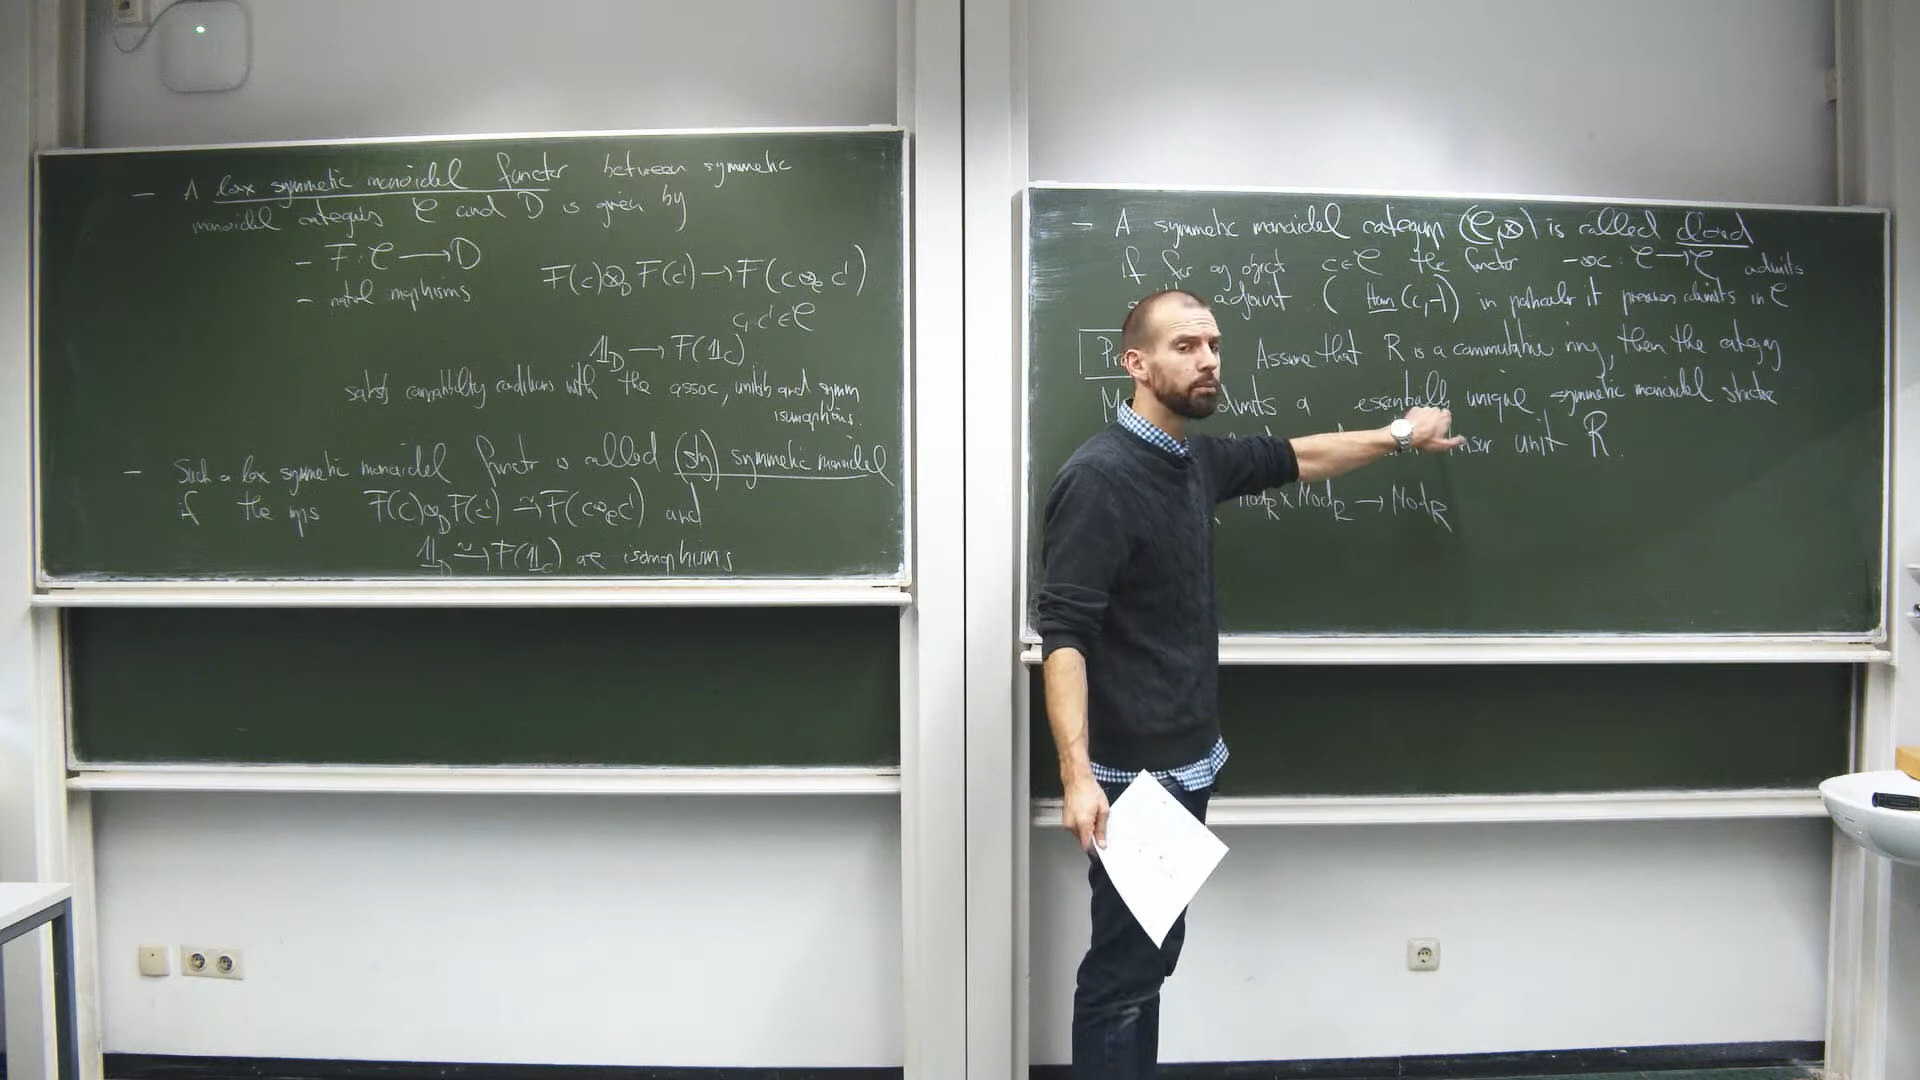 – A lax symmetric monoidal functor between symmetric
monoidal categories C and D is given by
– F: C → D
– natural morphisms F(c) ⊗_D F(c') → F(c ⊗_C c')
c, c' ∈ C
𝟙_D → F(𝟙_C)
satisfy compatibility conditions with the assoc, unital and symm
isomorphisms.
– Such a lax symmetric monoidal functor is called (str) symmetric monoidal
if the maps F(c) ⊗_D F(c') ≃→ F(c ⊗_C c') and
𝟙_D ≃→ F(𝟙_C) are isomorphisms
– A symmetric monoidal category (C, ⊗) is called closed
if for any object c ∈ C the functor – ⊗ c : C → C admits
adjoint ( Hom (c, –) ) in particular it preserves colimits in C
Assume that R is a commutative ring, then the category
a essentially unique symmetric monoidal structure
unit R.
Mod_R × Mod_R → Mod_R